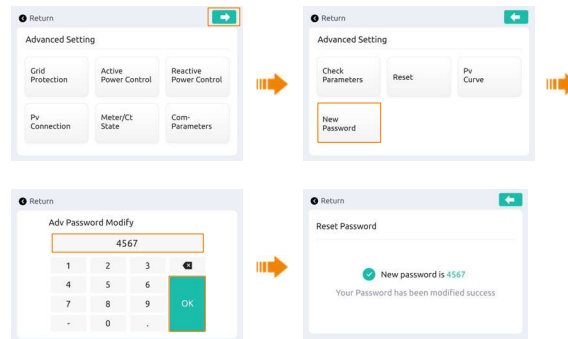 Return
Advanced Setting
Grid
Protection
Active
Power Control
Reactive
Power Control
Pv
Connection
Meter/Ct
State
Com-
Parameters
Return
Advanced Setting
Check
Parameters
Reset
Pv
Curve
New
Password
Return
Adv Password Modify
4567
1 2 3
4 5 6
7 8 9
- 0 .
OK
Return
Reset Password
New password is 4567
Your Password has been modified success